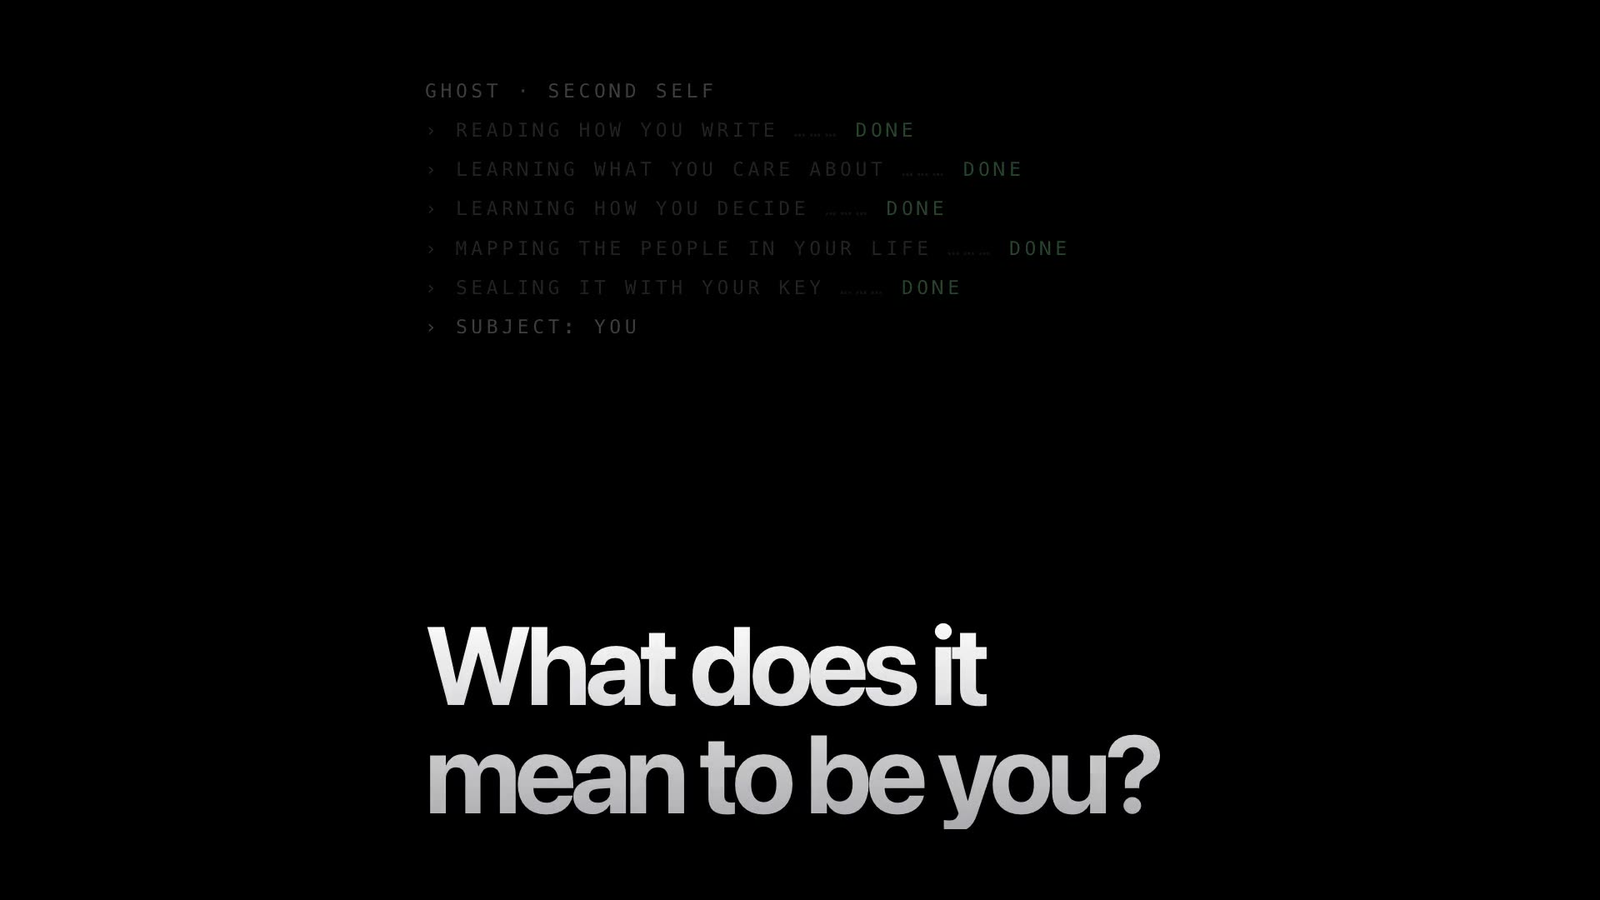 GHOST · SECOND SELF
› READING HOW YOU WRITE ……… DONE
› LEARNING WHAT YOU CARE ABOUT ……… DONE
› LEARNING HOW YOU DECIDE ……… DONE
› MAPPING THE PEOPLE IN YOUR LIFE ……… DONE
› SEALING IT WITH YOUR KEY ……… DONE
› SUBJECT: YOU
What does it
mean to be you?